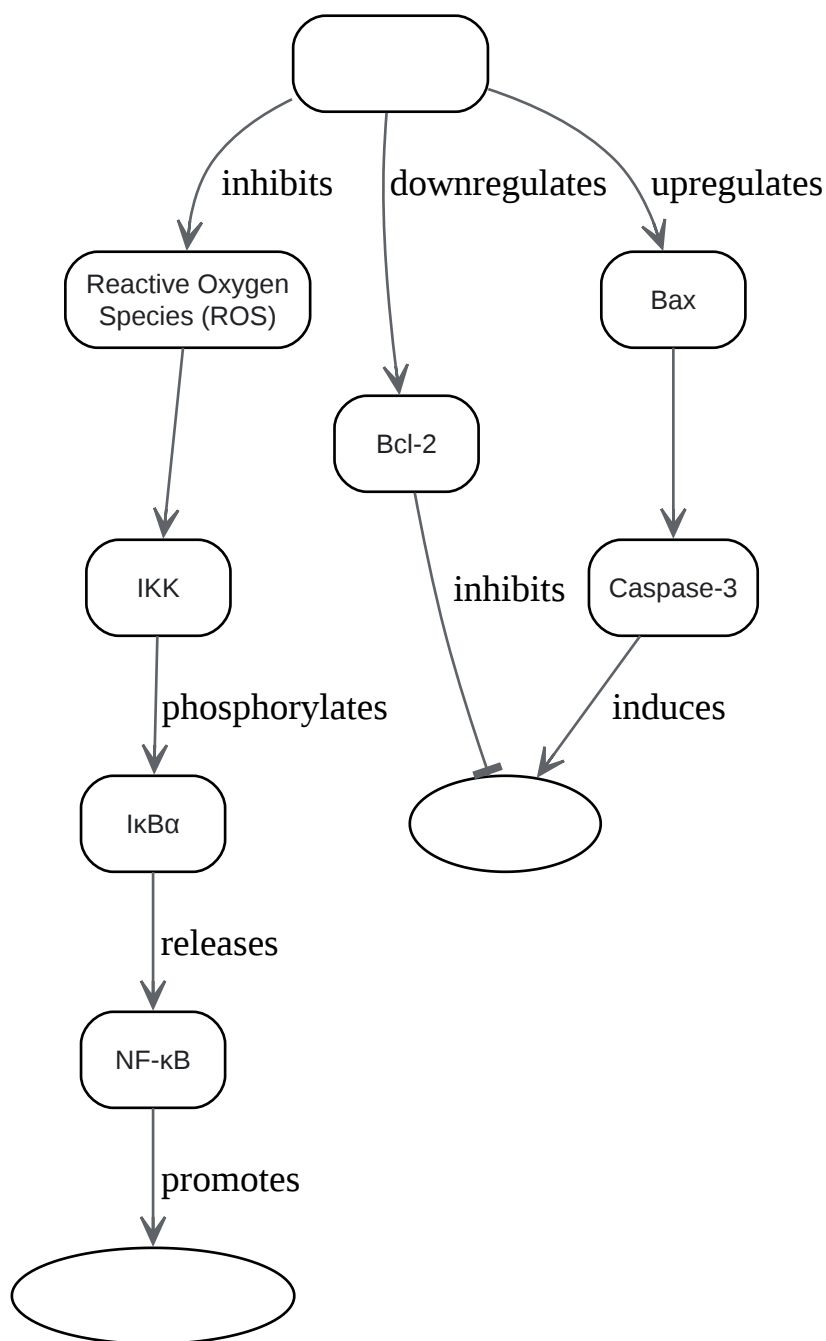 inhibits
downregulates
upregulates
Reactive Oxygen
Species (ROS)
Bax
Bcl-2
IKK
inhibits
Caspase-3
phosphorylates
induces
IκBα
releases
NF-κB
promotes